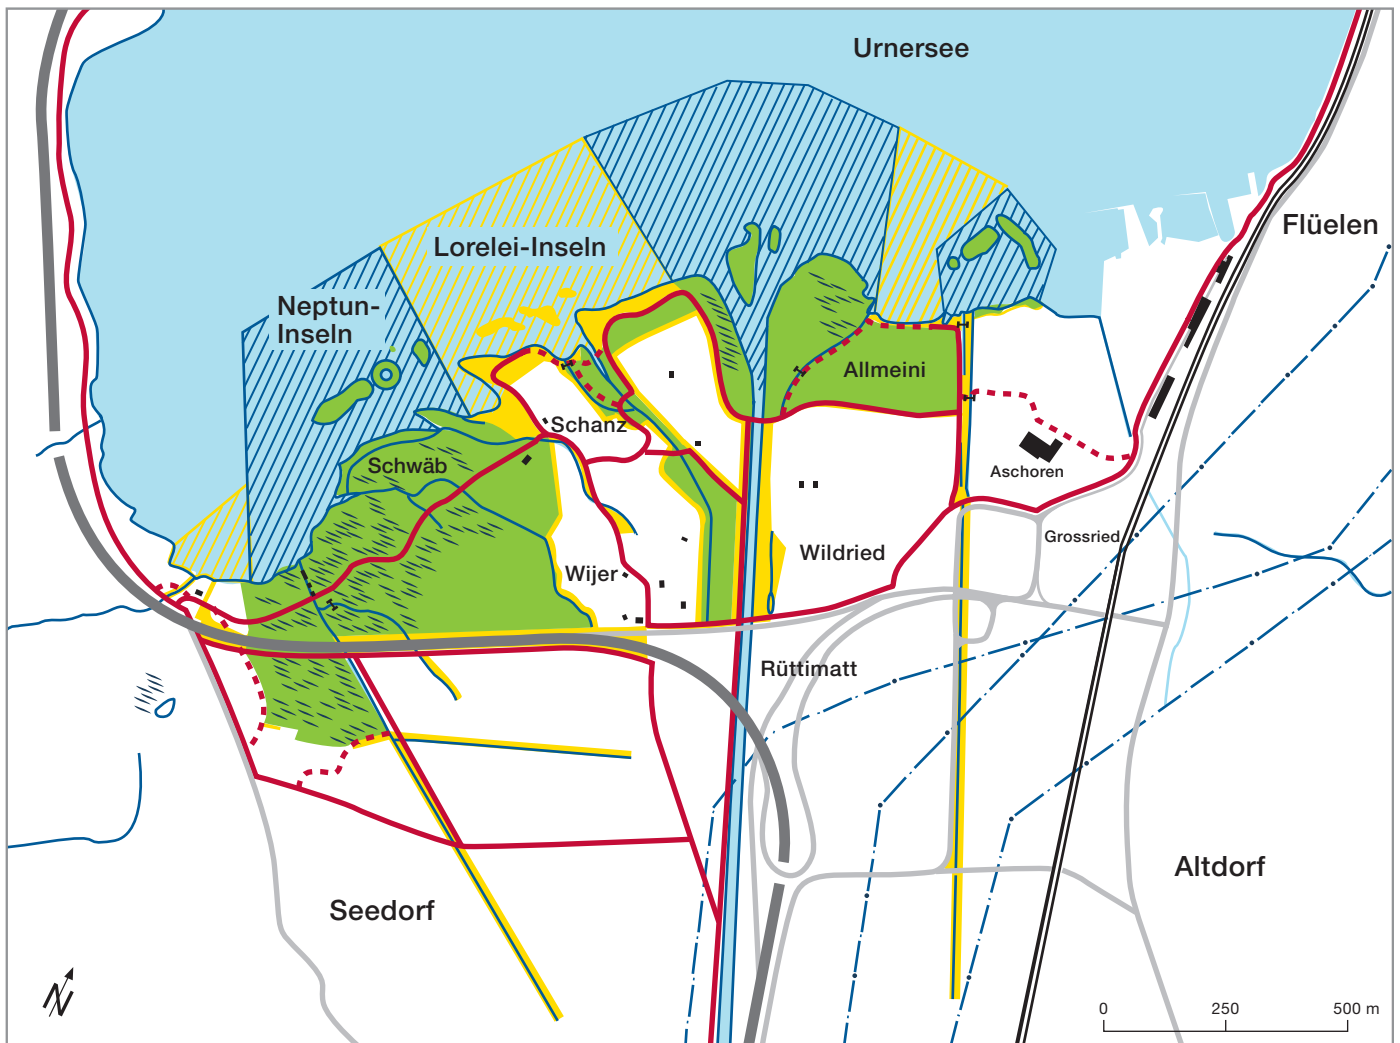 Urnersee
Flüelen
Lorelei-Inseln
Neptun-
Inseln
Allmeini
Schanz
Schwäb
Aschoren
Grossried
Wildried
Wijer
Rüttimatt
Altdorf
Seedorf
N
0 250 500 m